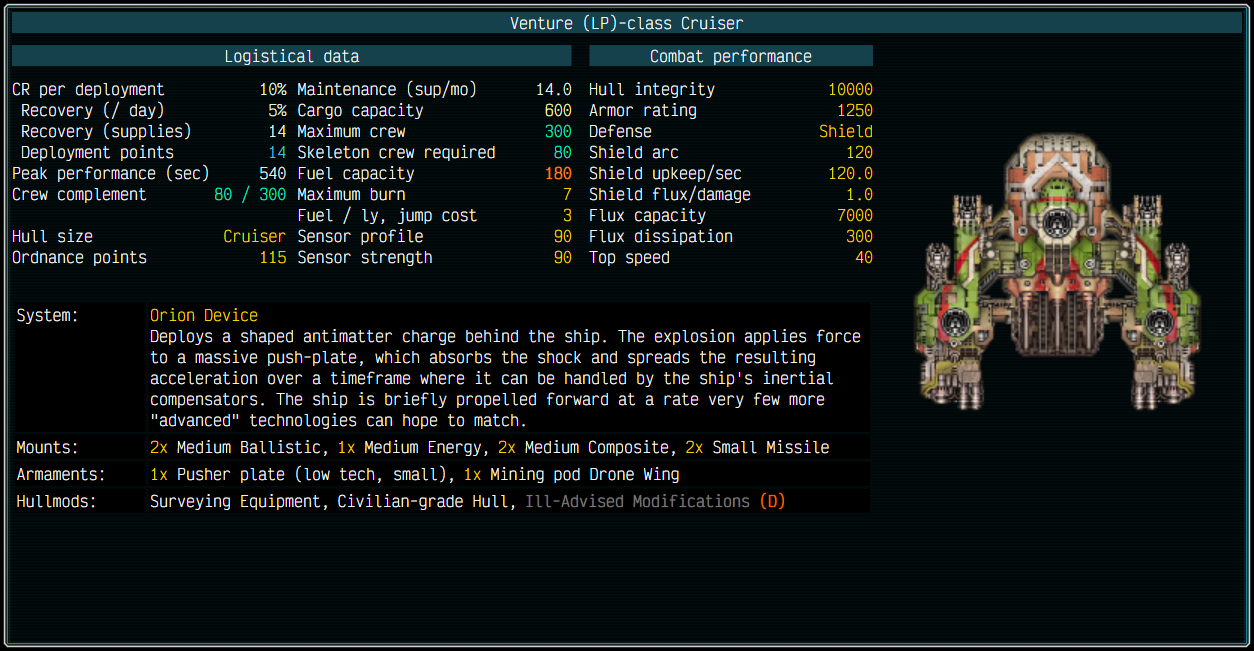 Venture (LP)-class Cruiser
Logistical data
CR per deployment 10% Maintenance (sup/mo) 14.0
Recovery (/ day) 5% Cargo capacity 600
Recovery (supplies) 14 Maximum crew 300
Deployment points 14 Skeleton crew required 80
Peak performance (sec) 540 Fuel capacity 180
Crew complement 80 / 300 Maximum burn 7
Fuel / ly, jump cost 3
Hull size Cruiser Sensor profile 90
Ordnance points 115 Sensor strength 90
Combat performance
Hull integrity 10000
Armor rating 1250
Defense Shield
Shield arc 120
Shield upkeep/sec 120.0
Shield flux/damage 1.0
Flux capacity 7000
Flux dissipation 300
Top speed 40
System: Orion Device
Deploys a shaped antimatter charge behind the ship. The explosion applies force
to a massive push-plate, which absorbs the shock and spreads the resulting
acceleration over a timeframe where it can be handled by the ship's inertial
compensators. The ship is briefly propelled forward at a rate very few more
"advanced" technologies can hope to match.
Mounts: 2x Medium Ballistic, 1x Medium Energy, 2x Medium Composite, 2x Small Missile
Armaments: 1x Pusher plate (low tech, small), 1x Mining pod Drone Wing
Hullmods: Surveying Equipment, Civilian-grade Hull, Ill-Advised Modifications (D)